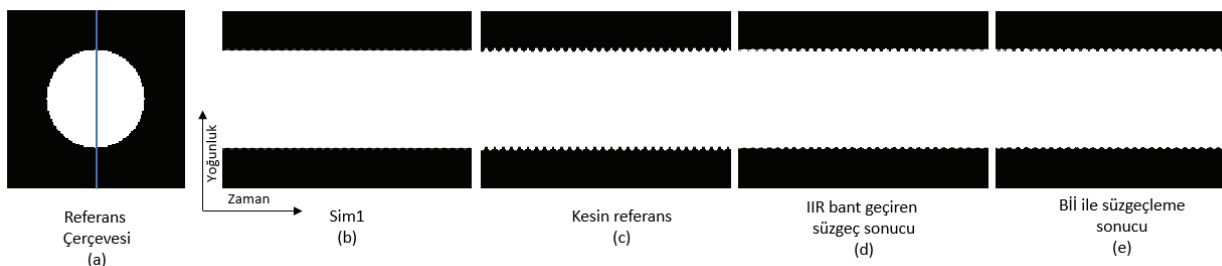 Referans
Çerçevesi
(a)
Yoğunluk
Zaman
Sim1
(b)
Kesin referans
(c)
IIR bant geçiren
süzgeç sonucu
(d)
Bİİ ile süzgeçleme
sonucu
(e)